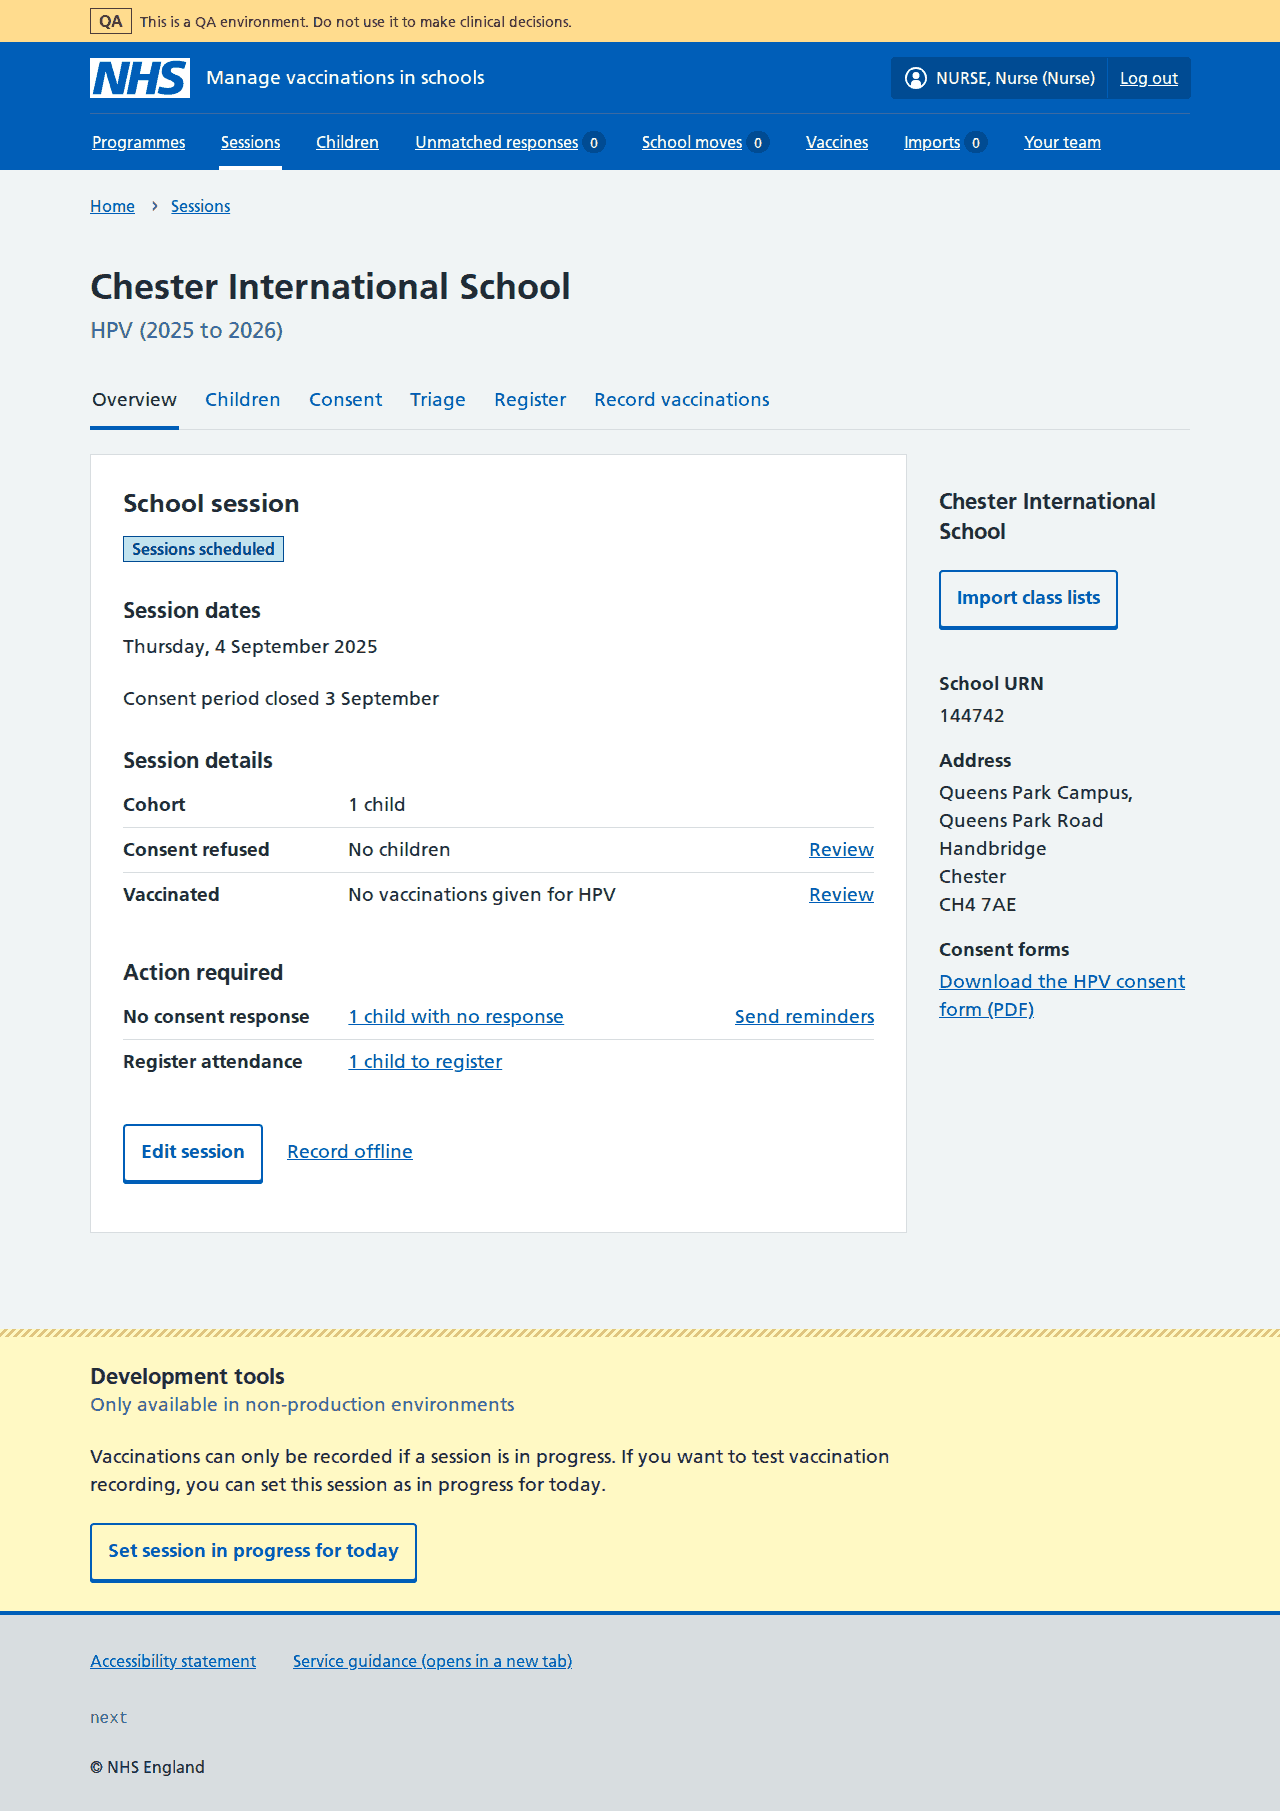 QA This is a QA environment. Do not use it to make clinical decisions.
NHS Manage vaccinations in schools NURSE, Nurse (Nurse) Log out
Programmes Sessions Children Unmatched responses 0 School moves 0 Vaccines Imports 0 Your team
Home › Sessions
Chester International School
HPV (2025 to 2026)
Overview Children Consent Triage Register Record vaccinations
School session
Sessions scheduled
Session dates
Thursday, 4 September 2025
Consent period closed 3 September
Session details
Cohort 1 child
Consent refused No children Review
Vaccinated No vaccinations given for HPV Review
Action required
No consent response 1 child with no response Send reminders
Register attendance 1 child to register
Edit session Record offline
Chester International
School
Import class lists
School URN
144742
Address
Queens Park Campus,
Queens Park Road
Handbridge
Chester
CH4 7AE
Consent forms
Download the HPV consent
form (PDF)
Development tools
Only available in non-production environments
Vaccinations can only be recorded if a session is in progress. If you want to test vaccination
recording, you can set this session as in progress for today.
Set session in progress for today
Accessibility statement Service guidance (opens in a new tab)
next
© NHS England